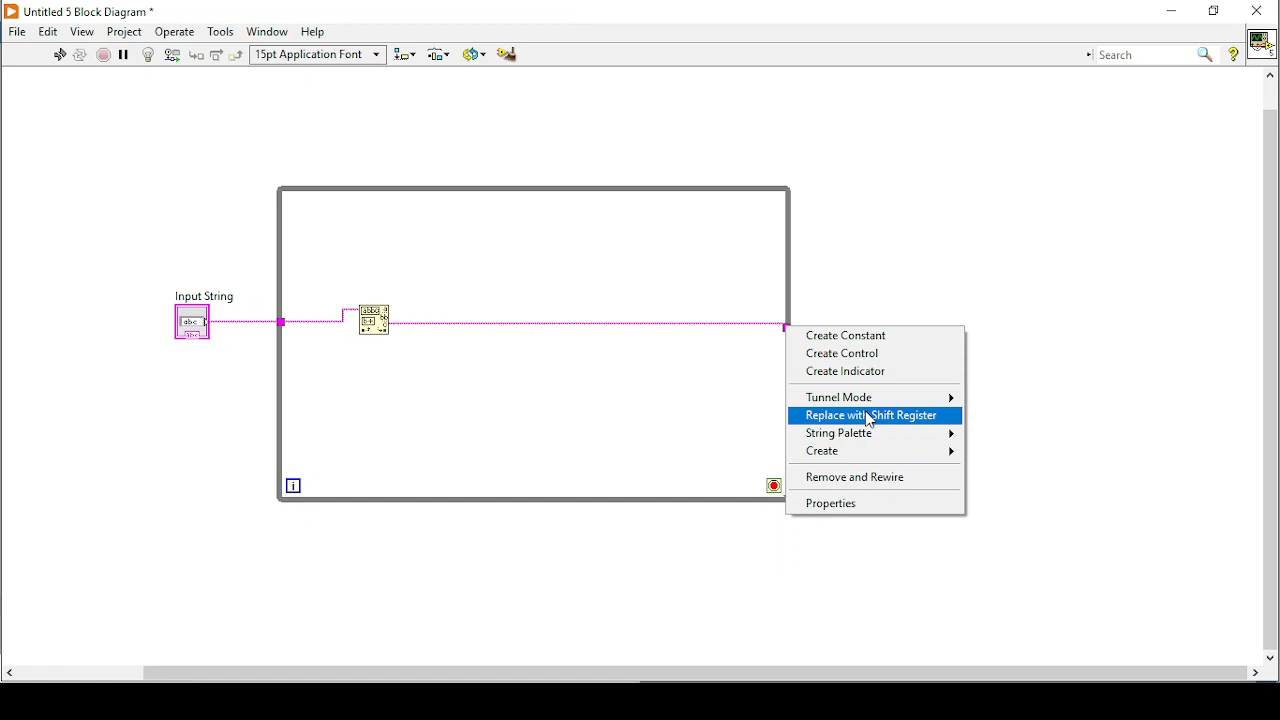 Untitled 5 Block Diagram *
File Edit View Project Operate Tools Window Help
15pt Application Font
Search
?
5
Input String
abc
i
Create Constant
Create Control
Create Indicator
Tunnel Mode
Replace with Shift Register
String Palette
Create
Remove and Rewire
Properties